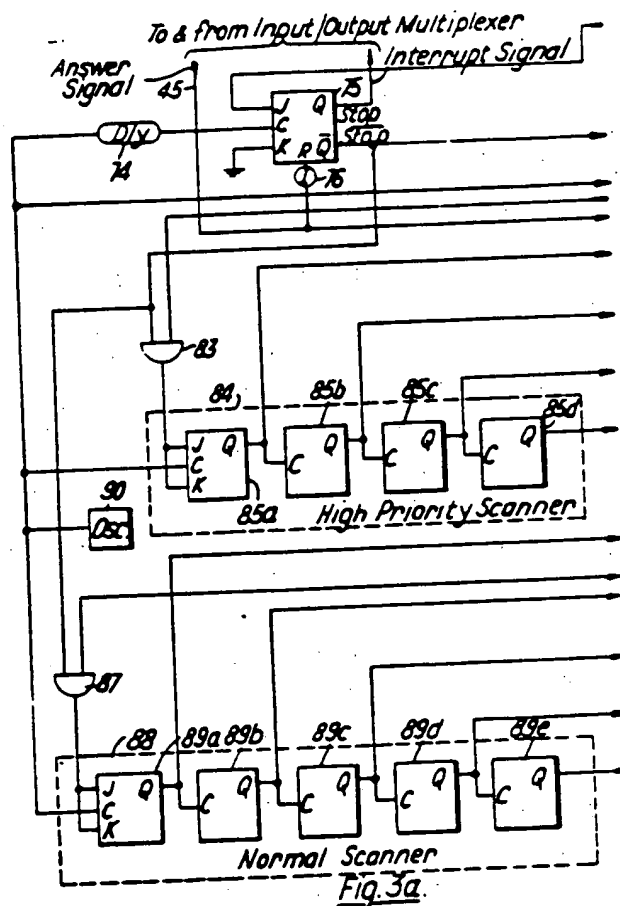 To & from Input/Output Multiplexer
Answer Signal
45
Interrupt Signal
75
J Q
Stop
C
Stop
K R Q̅
D/y
74
76
83
84
85b
85c
85d
J Q
C
K
85a
C Q
C Q
C Q
High Priority Scanner
90
Osc.
87
88
89a
89b
89c
89d
89e
J Q
C
K
C Q
C Q
C Q
C Q
Normal Scanner
Fig. 3a.